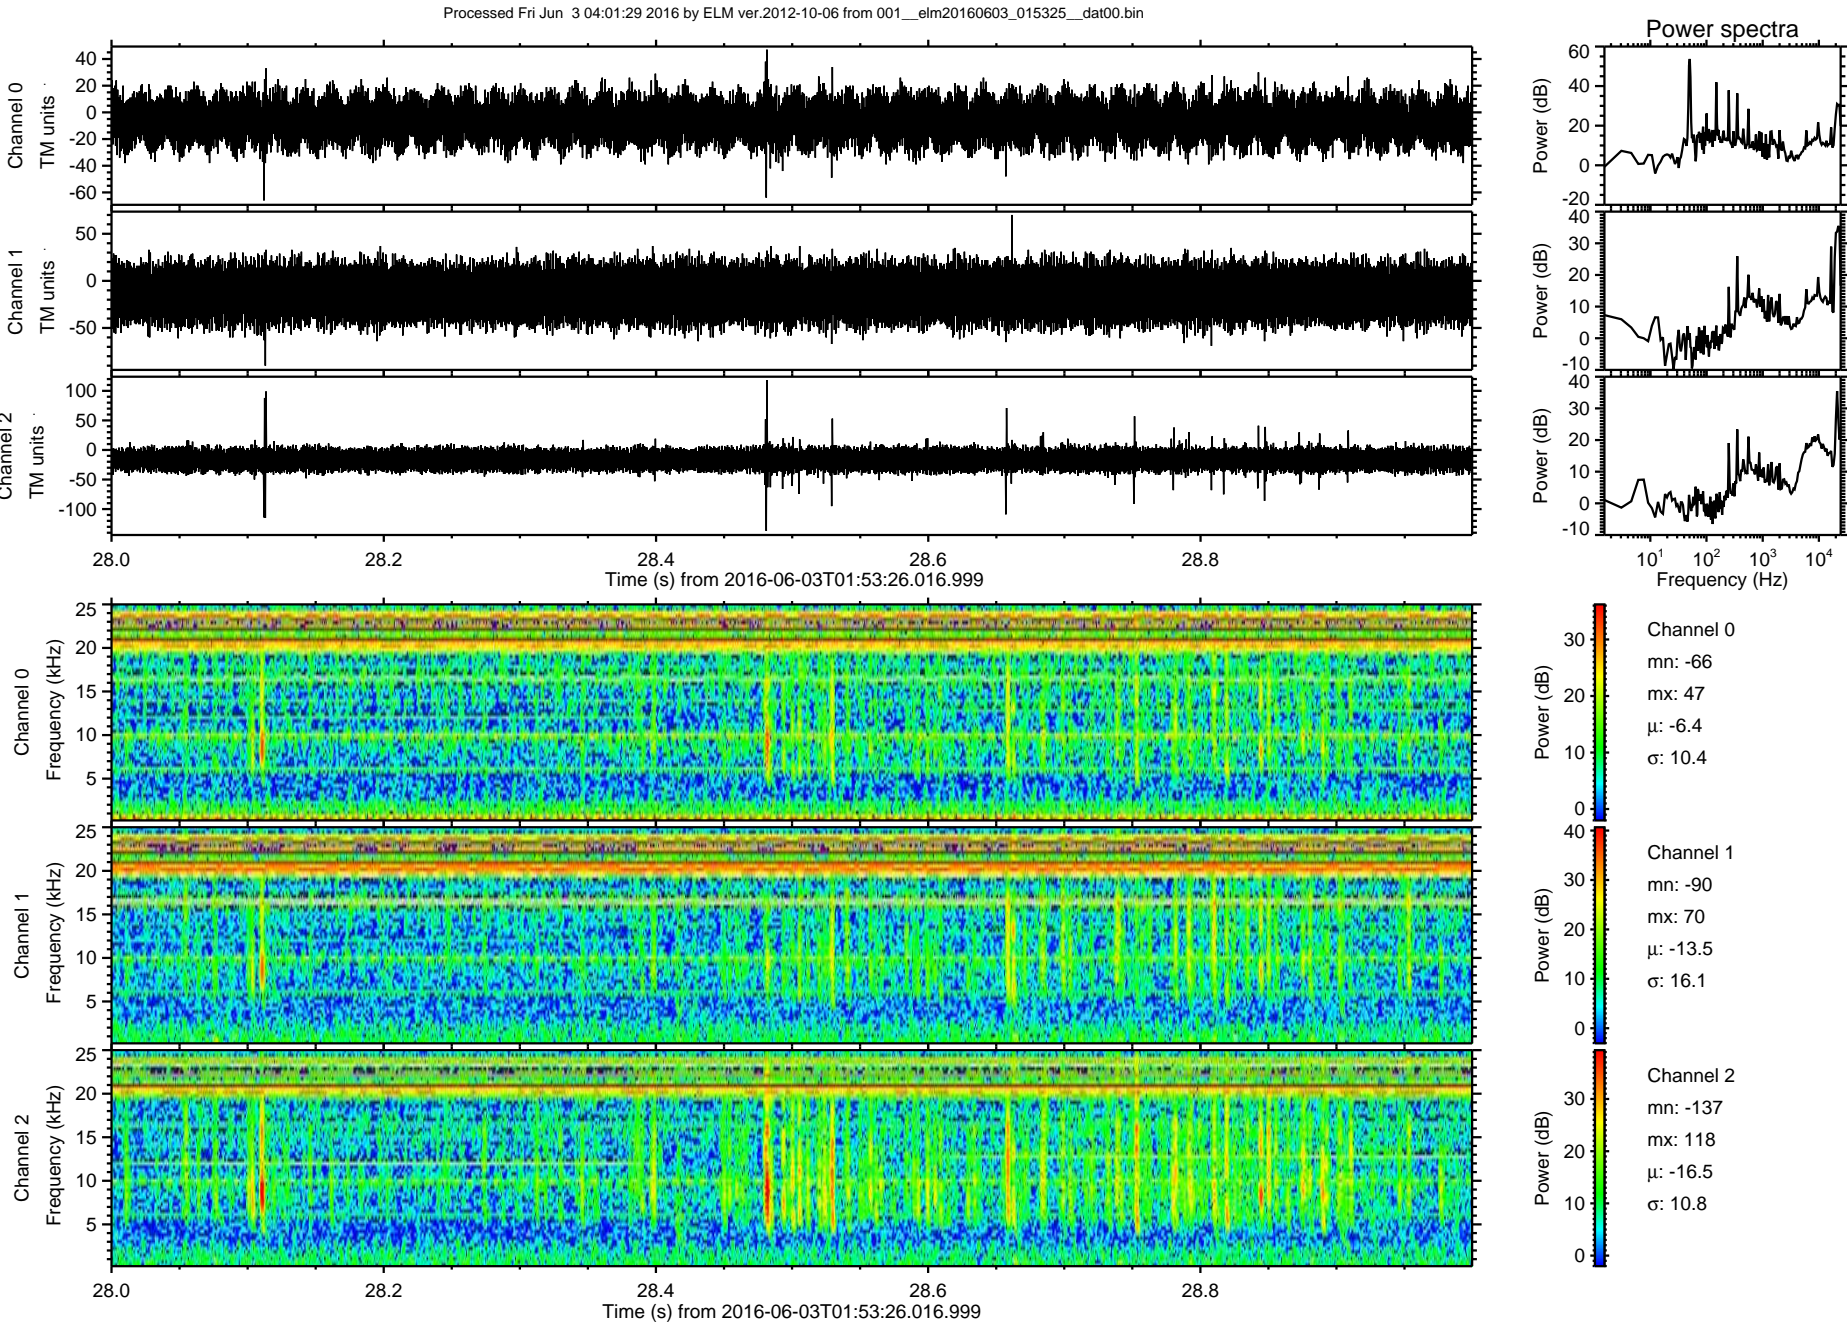 Processed Fri Jun  3 04:01:29 2016 by ELM ver.2012-10-06 from 001__elm20160603_015325__dat00.bin
Power spectra
Channel 0
TM units
40
20
0
-20
-40
-60
Power (dB)
60
40
20
0
-20
Channel 1
TM units
50
0
-50
Power (dB)
40
30
20
10
0
-10
Channel 2
TM units
100
50
0
-50
-100
Power (dB)
40
30
20
10
0
-10
28.0 28.2 28.4 28.6 28.8
Time (s) from 2016-06-03T01:53:26.016.999
10¹ 10² 10³ 10⁴
Frequency (Hz)
Channel 0
Frequency (kHz)
25
20
15
10
5
Power (dB)
30
20
10
0
Channel 0
mn: -66
mx: 47
μ: -6.4
σ: 10.4
Channel 1
Frequency (kHz)
25
20
15
10
5
Power (dB)
40
30
20
10
0
Channel 1
mn: -90
mx: 70
μ: -13.5
σ: 16.1
Channel 2
Frequency (kHz)
25
20
15
10
5
Power (dB)
30
20
10
0
Channel 2
mn: -137
mx: 118
μ: -16.5
σ: 10.8
28.0 28.2 28.4 28.6 28.8
Time (s) from 2016-06-03T01:53:26.016.999